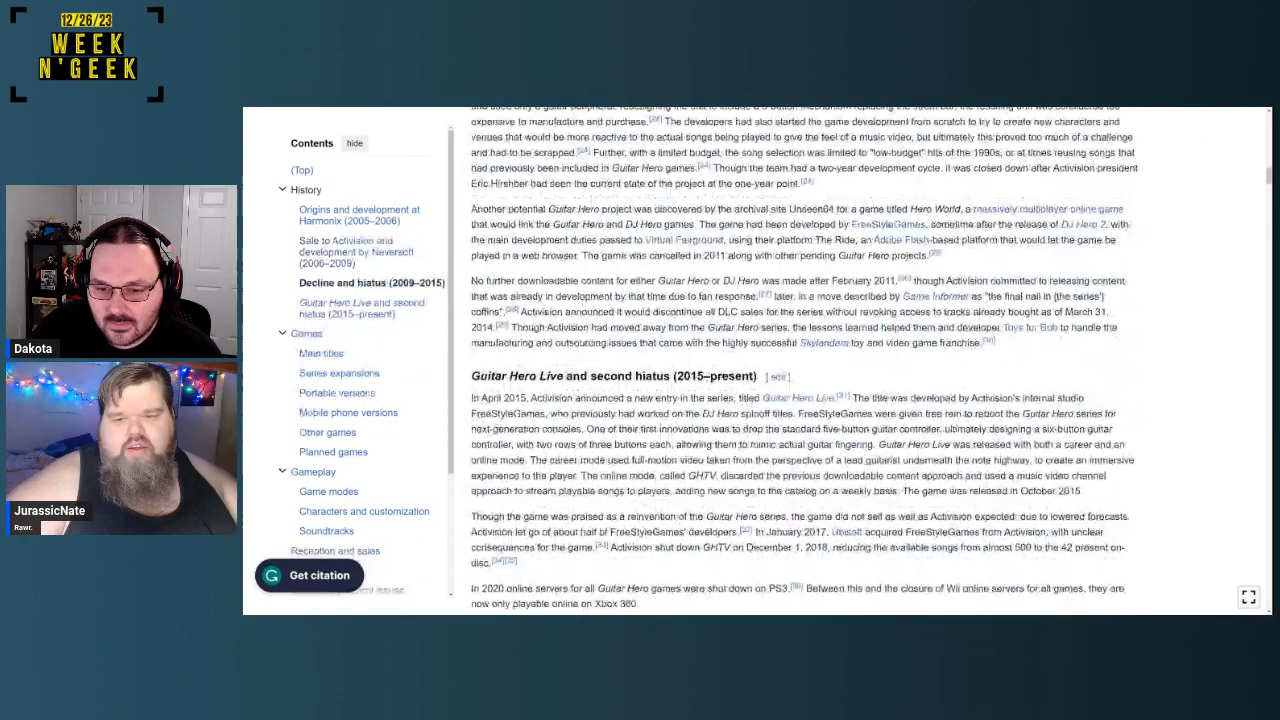 12/26/23
WEEK
N'GEEK
Dakota
JurassicNate
Rawr.
Contents hide
(Top)
History
Origins and development at
Harmonix (2005–2006)
Sale to Activision and
development by Neversoft
(2006–2009)
Decline and hiatus (2009–2015)
Guitar Hero Live and second
hiatus (2015–present)
Games
Main titles
Series expansions
Portable versions
Mobile phone versions
Other games
Planned games
Gameplay
Game modes
Characters and customization
Soundtracks
Reception and sales
Get citation
expensive to manufacture and purchase.[23] The developers had also started the game development from scratch to try to create new characters and
venues that would be more reactive to the actual songs being played to give the feel of a music video, but ultimately this proved too much of a challenge
and had to be scrapped.[24] Further, with a limited budget, the song selection was limited to "low-budget" hits of the 1990s, or at times reusing songs that
had previously been included in Guitar Hero games.[24] Though the team had a two-year development cycle, it was closed down after Activision president
Eric Hirshberg had seen the current state of the project at the one-year point.[24]
Another potential Guitar Hero project was discovered by the archival site Unseen64 for a game titled Hero World, a massively multiplayer online game
that would link the Guitar Hero and DJ Hero games. The game had been developed by FreeStyleGames, sometime after the release of DJ Hero 2, with
the main development duties passed to Virtual Fairground, using their platform The Ride, an Adobe Flash-based platform that would let the game be
played in a web browser. The game was cancelled in 2011 along with other pending Guitar Hero projects.[25]
No further downloadable content for either Guitar Hero or DJ Hero was made after February 2011,[26] though Activision committed to releasing content
that was already in development by that time due to fan response;[27] later, in a move described by Game Informer as "the final nail in [the series']
coffins",[28] Activision announced it would discontinue all DLC sales for the series without revoking access to tracks already bought as of March 31,
2014.[29] Though Activision had moved away from the Guitar Hero series, the lessons learned helped them and developer Toys for Bob to handle the
manufacturing and outsourcing issues that came with the highly successful Skylanders toy and video game franchise.[30]
Guitar Hero Live and second hiatus (2015–present) [edit]
In April 2015, Activision announced a new entry in the series, titled Guitar Hero Live.[31] The title was developed by Activision's internal studio
FreeStyleGames, who previously had worked on the DJ Hero spinoff titles. FreeStyleGames were given free rein to reboot the Guitar Hero series for
next-generation consoles. One of their first innovations was to drop the standard five-button guitar controller, ultimately designing a six-button guitar
controller, with two rows of three buttons each, allowing them to mimic actual guitar fingering. Guitar Hero Live was released with both a career and an
online mode. The career mode used full-motion video taken from the perspective of a lead guitarist underneath the note highway, to create an immersive
experience to the player. The online mode, called GHTV, discarded the previous downloadable content approach and used a music video channel
approach to stream playable songs to players, adding new songs to the catalog on a weekly basis. The game was released in October 2015.
Though the game was praised as a reinvention of the Guitar Hero series, the game did not sell as well as Activision expected; due to lowered forecasts,
Activision let go of about half of FreeStyleGames' developers.[32] In January 2017, Ubisoft acquired FreeStyleGames from Activision, with unclear
consequences for the game.[33] Activision shut down GHTV on December 1, 2018, reducing the available songs from almost 500 to the 42 present on-
disc.[34][35]
In 2020 online servers for all Guitar Hero games were shut down on PS3.[36] Between this and the closure of Wii online servers for all games, they are
now only playable online on Xbox 360.